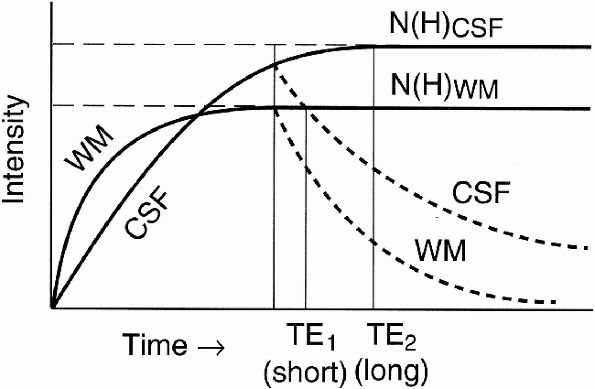 N(H)CSF
N(H)WM
Intensity
WM
CSF
CSF
WM
Time →
TE1
(short)
TE2
(long)